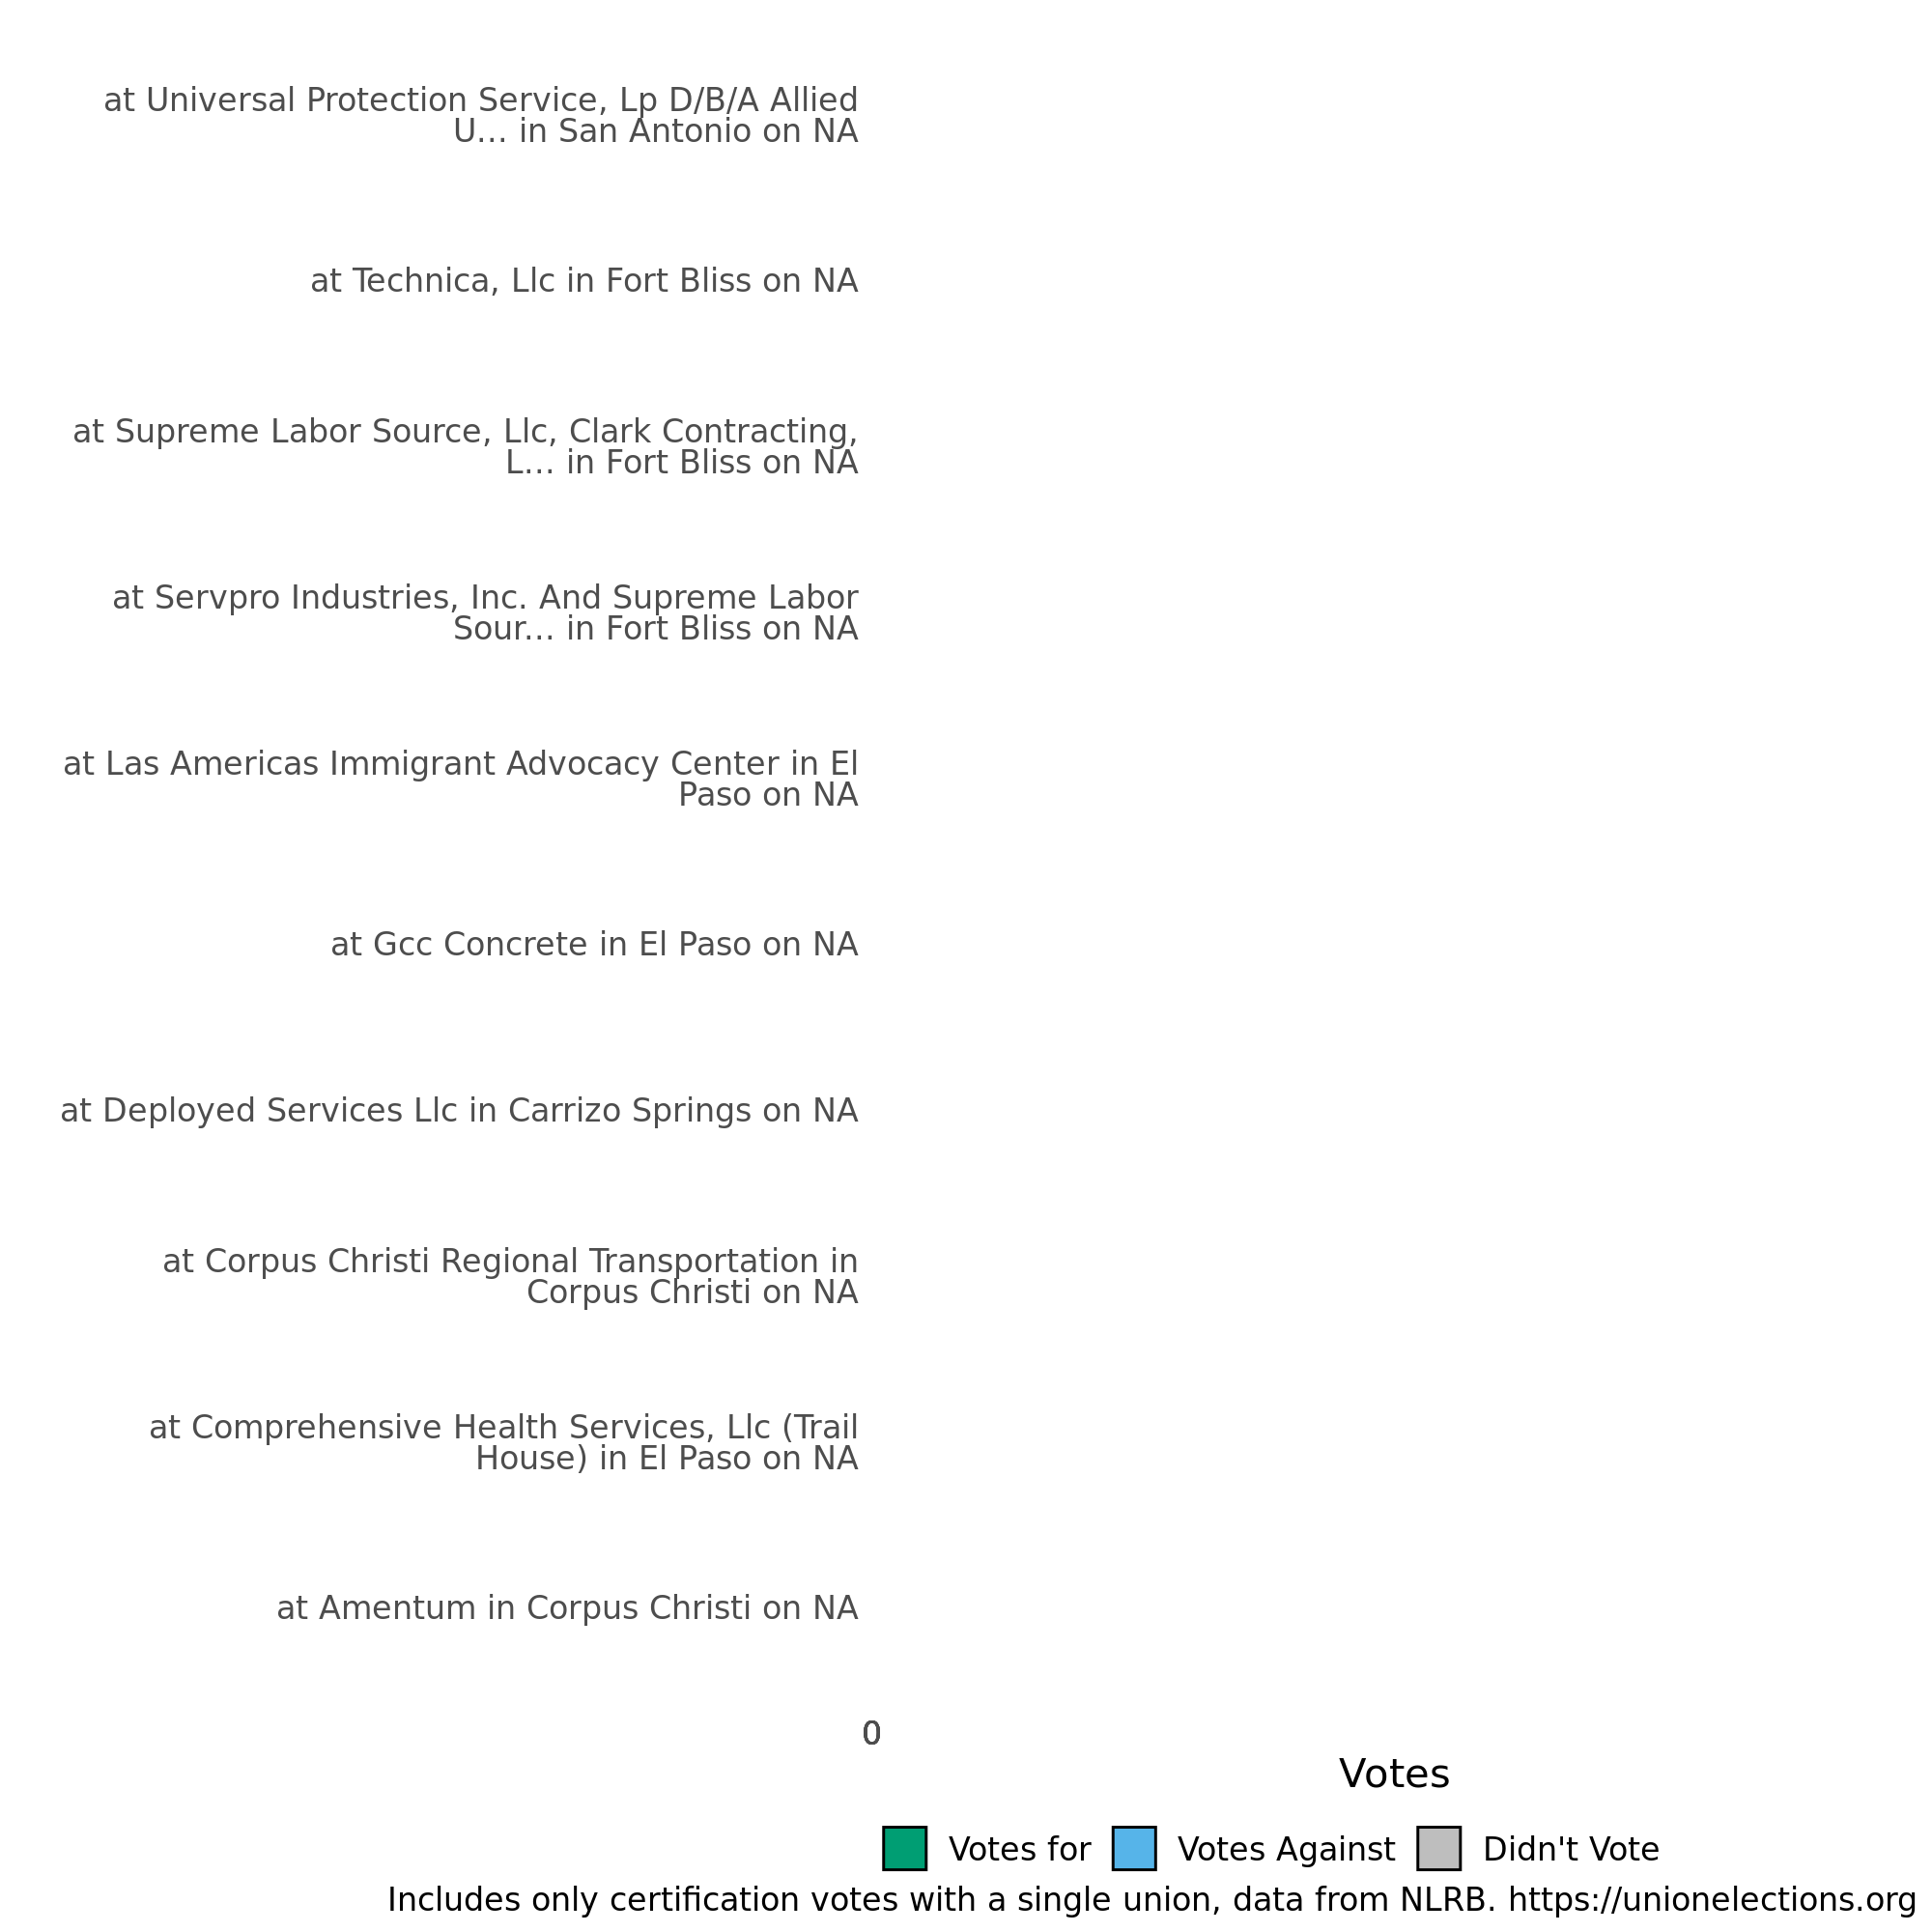 at Universal Protection Service, Lp D/B/A Allied
U... in San Antonio on NA
at Technica, Llc in Fort Bliss on NA
at Supreme Labor Source, Llc, Clark Contracting,
L... in Fort Bliss on NA
at Servpro Industries, Inc. And Supreme Labor
Sour... in Fort Bliss on NA
at Las Americas Immigrant Advocacy Center in El
Paso on NA
at Gcc Concrete in El Paso on NA
at Deployed Services Llc in Carrizo Springs on NA
at Corpus Christi Regional Transportation in
Corpus Christi on NA
at Comprehensive Health Services, Llc (Trail
House) in El Paso on NA
at Amentum in Corpus Christi on NA
0
Votes
Votes for Votes Against Didn't Vote
Includes only certification votes with a single union, data from NLRB. https://unionelections.org